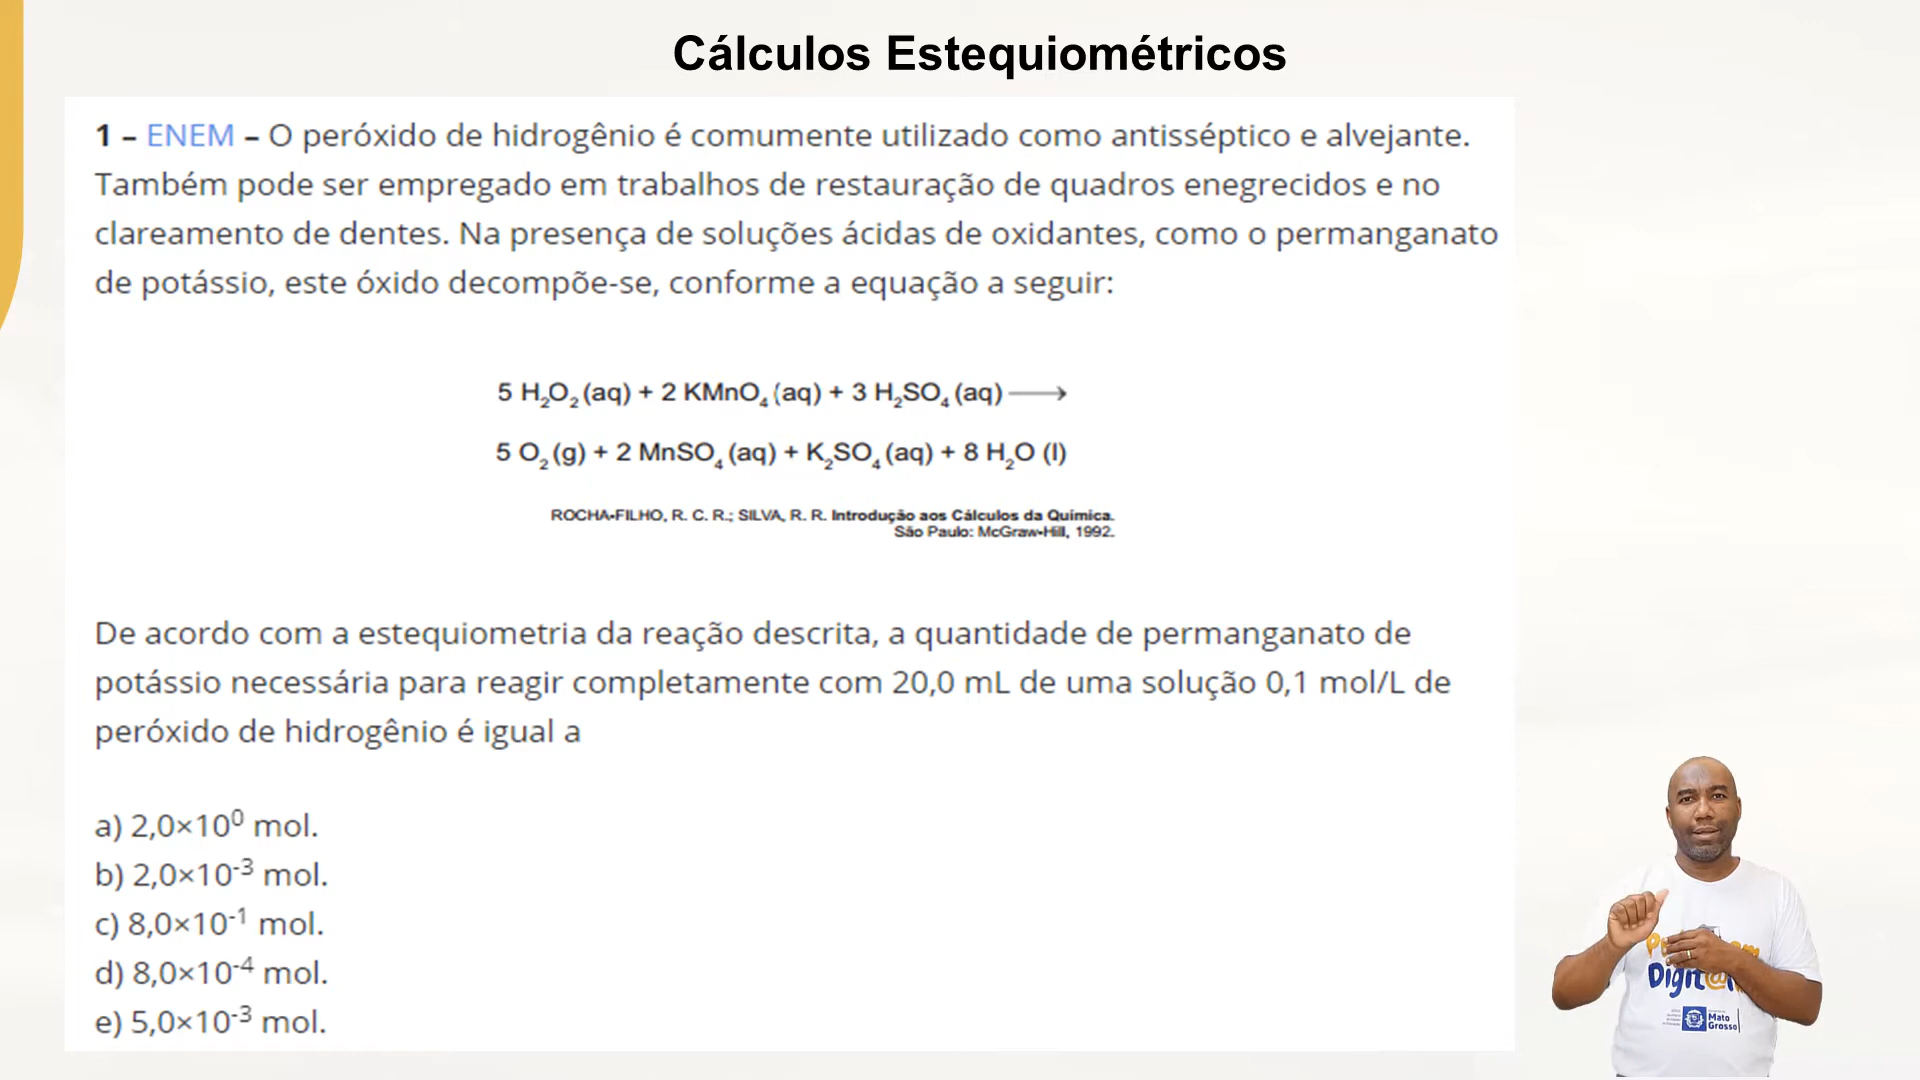 Cálculos Estequiométricos
1 – ENEM – O peróxido de hidrogênio é comumente utilizado como antisséptico e alvejante.
Também pode ser empregado em trabalhos de restauração de quadros enegrecidos e no
clareamento de dentes. Na presença de soluções ácidas de oxidantes, como o permanganato
de potássio, este óxido decompõe-se, conforme a equação a seguir:
5 H₂O₂ (aq) + 2 KMnO₄ (aq) + 3 H₂SO₄ (aq) ⟶
5 O₂ (g) + 2 MnSO₄ (aq) + K₂SO₄ (aq) + 8 H₂O (l)
ROCHA-FILHO, R. C. R.; SILVA, R. R. Introdução aos Cálculos da Química.
São Paulo: McGraw-Hill, 1992.
De acordo com a estequiometria da reação descrita, a quantidade de permanganato de
potássio necessária para reagir completamente com 20,0 mL de uma solução 0,1 mol/L de
peróxido de hidrogênio é igual a
a) 2,0×10⁰ mol.
b) 2,0×10⁻³ mol.
c) 8,0×10⁻¹ mol.
d) 8,0×10⁻⁴ mol.
e) 5,0×10⁻³ mol.
Digit@l
Mato
Grosso